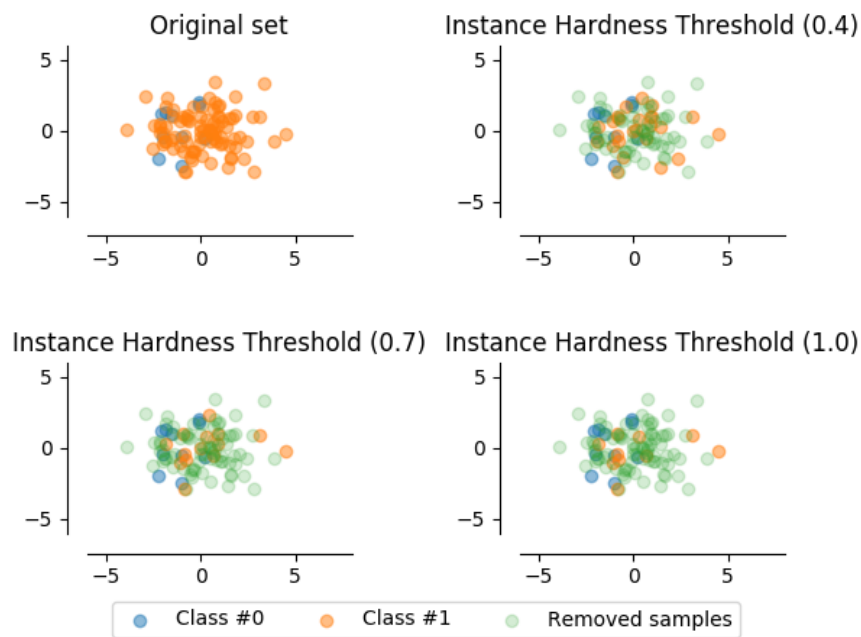 Original set
Instance Hardness Threshold (0.4)
5
0
−5
−5 0 5
5
0
−5
−5 0 5
Instance Hardness Threshold (0.7)
Instance Hardness Threshold (1.0)
5
0
−5
−5 0 5
5
0
−5
−5 0 5
Class #0 Class #1 Removed samples